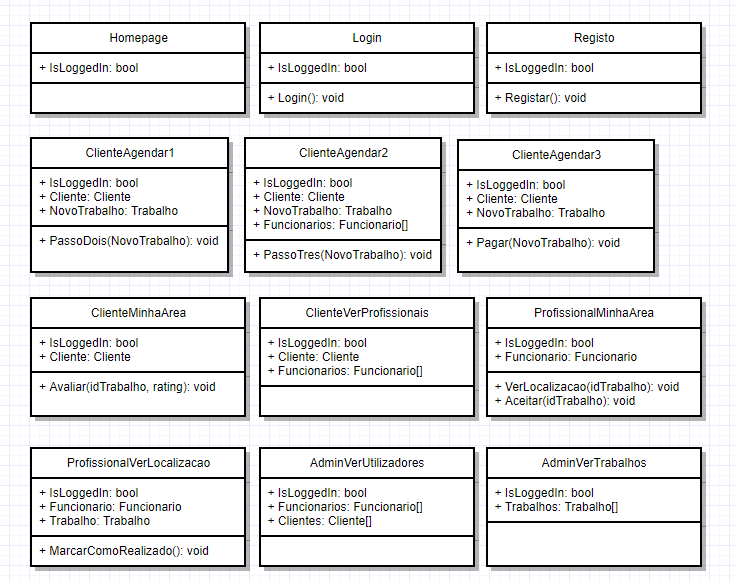 Homepage
+ IsLoggedIn: bool
Login
+ IsLoggedIn: bool
+ Login(): void
Registo
+ IsLoggedIn: bool
+ Registar(): void
ClienteAgendar1
+ IsLoggedIn: bool
+ Cliente: Cliente
+ NovoTrabalho: Trabalho
+ PassoDois(NovoTrabalho): void
ClienteAgendar2
+ IsLoggedIn: bool
+ Cliente: Cliente
+ NovoTrabalho: Trabalho
+ Funcionarios: Funcionario[]
+ PassoTres(NovoTrabalho): void
ClienteAgendar3
+ IsLoggedIn: bool
+ Cliente: Cliente
+ NovoTrabalho: Trabalho
+ Pagar(NovoTrabalho): void
ClienteMinhaArea
+ IsLoggedIn: bool
+ Cliente: Cliente
+ Avaliar(idTrabalho, rating): void
ClienteVerProfissionais
+ IsLoggedIn: bool
+ Cliente: Cliente
+ Funcionarios: Funcionario[]
ProfissionalMinhaArea
+ IsLoggedIn: bool
+ Funcionario: Funcionario
+ VerLocalizacao(idTrabalho): void
+ Aceitar(idTrabalho): void
ProfissionalVerLocalizacao
+ IsLoggedIn: bool
+ Funcionario: Funcionario
+ Trabalho: Trabalho
+ MarcarComoRealizado(): void
AdminVerUtilizadores
+ IsLoggedIn: bool
+ Funcionarios: Funcionario[]
+ Clientes: Cliente[]
AdminVerTrabalhos
+ IsLoggedIn: bool
+ Trabalhos: Trabalho[]